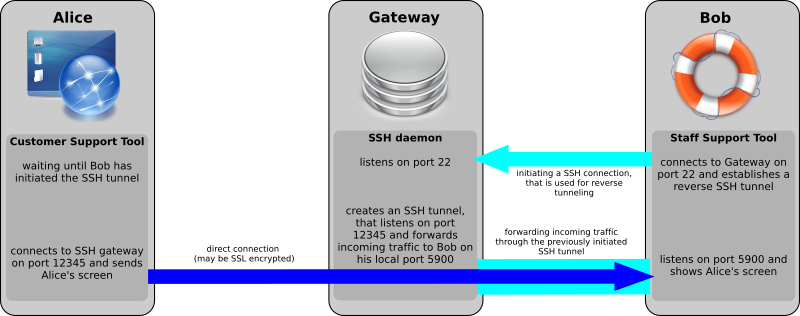 Alice
Customer Support Tool
waiting until Bob has
initiated the SSH tunnel
connects to SSH gateway
on port 12345 and sends
Alice's screen
direct connection
(may be SSL encrypted)
Gateway
SSH daemon
listens on port 22
creates an SSH tunnel,
that listens on port
12345 and forwards
incoming traffic to Bob on
his local port 5900
initiating a SSH connection,
that is used for reverse
tunneling
forwarding incoming traffic
through the previously initiated
SSH tunnel
Bob
Staff Support Tool
connects to Gateway on
port 22 and establishes a
reverse SSH tunnel
listens on port 5900 and
shows Alice's screen